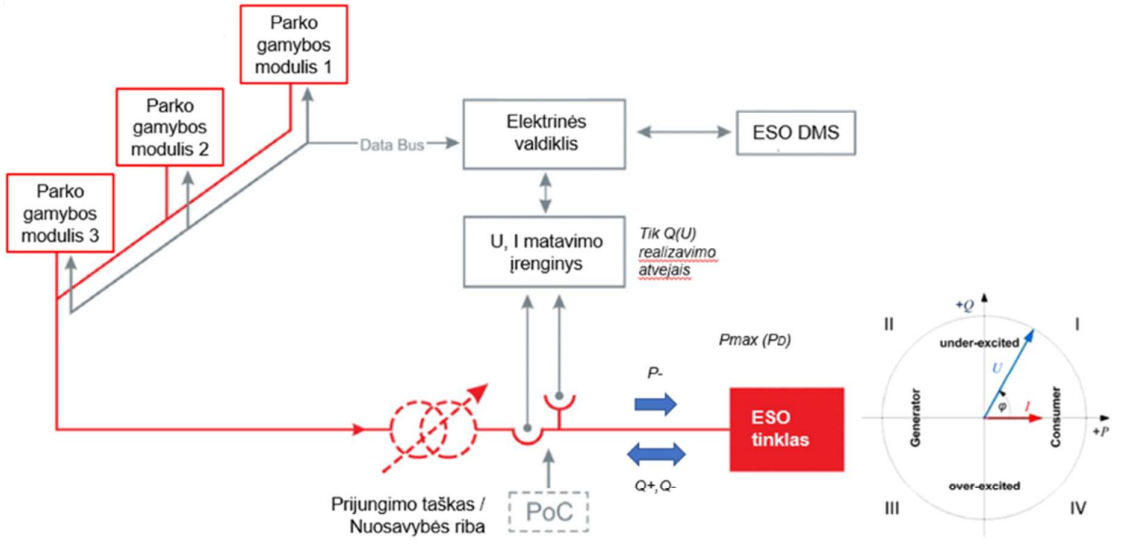 Parko
gamybos
modulis 1
Parko
gamybos
modulis 2
Parko
gamybos
modulis 3
Data Bus
Elektrinės
valdiklis
ESO DMS
U, I matavimo
įrenginys
Tik Q(U)
realizavimo
atvejais
Pmax (PD)
P-
Q+,Q-
ESO
tinklas
Prijungimo taškas /
Nuosavybės riba
PoC
+Q
II
I
under-excited
U
Generator
φ
I
Consumer
+P
over-excited
III
IV